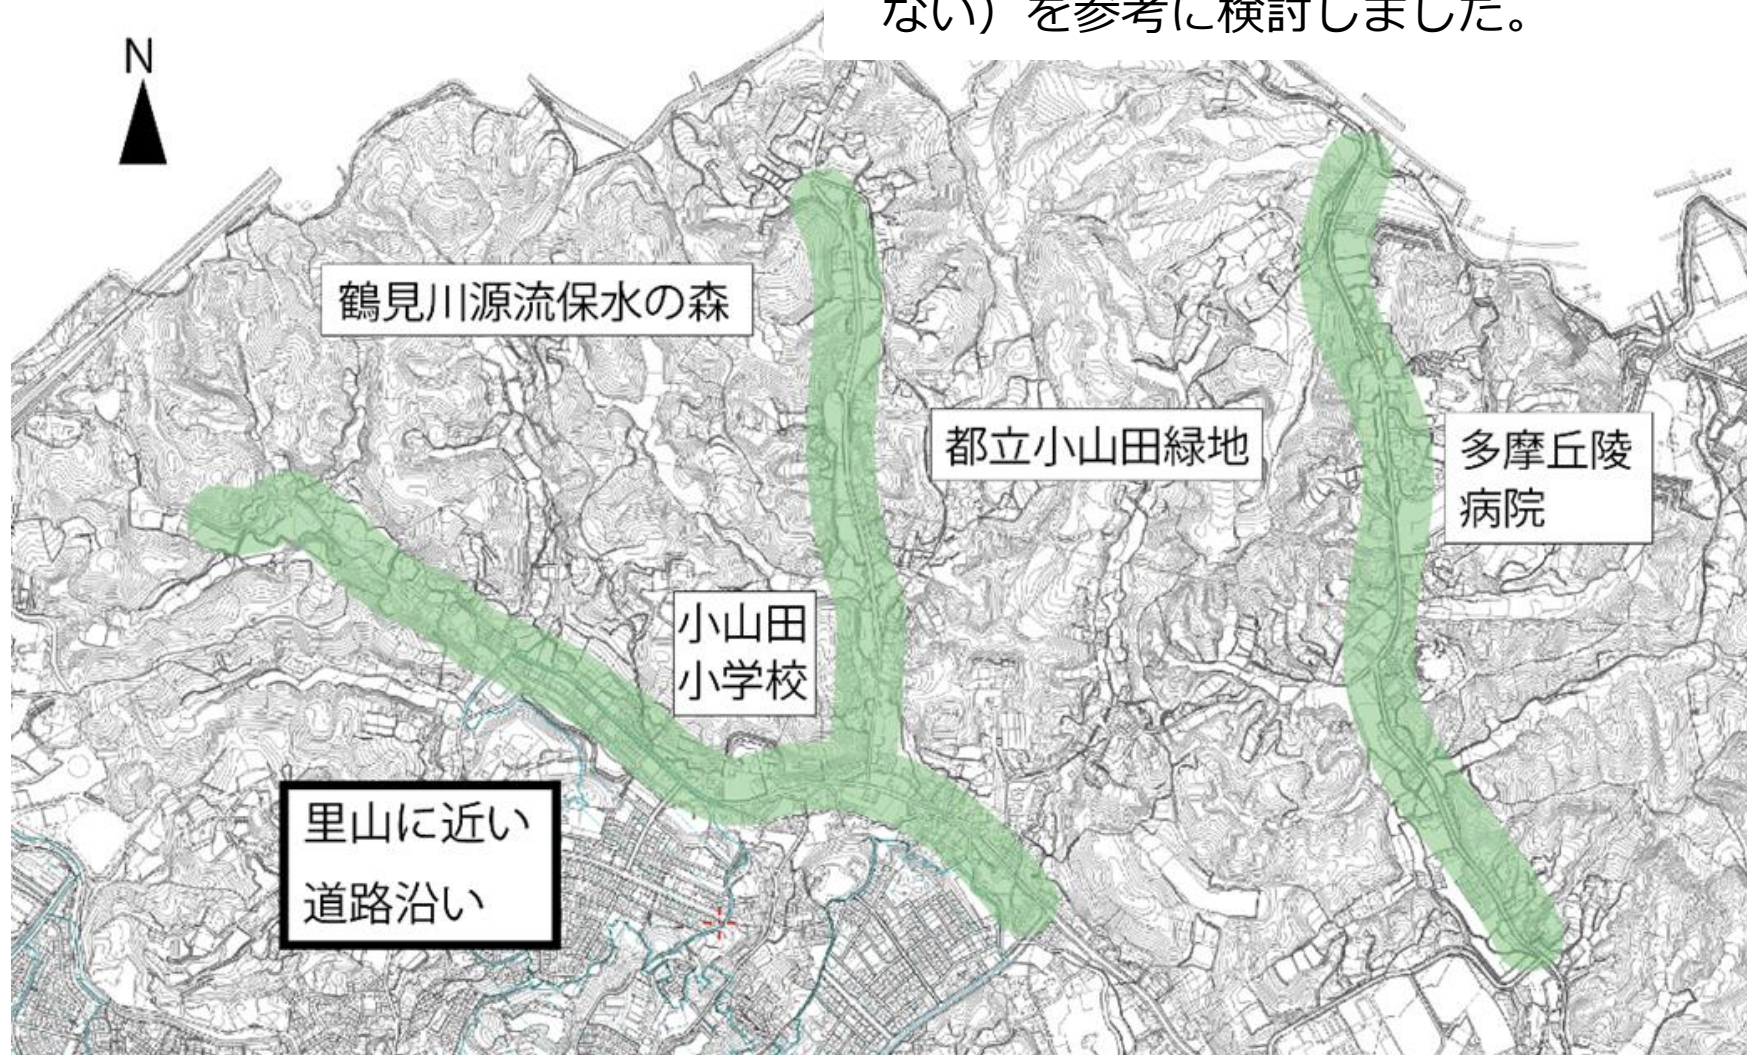 ない）を参考に検討しました。
N
鶴見川源流保水の森
都立小山田緑地
多摩丘陵
病院
小山田
小学校
里山に近い
道路沿い